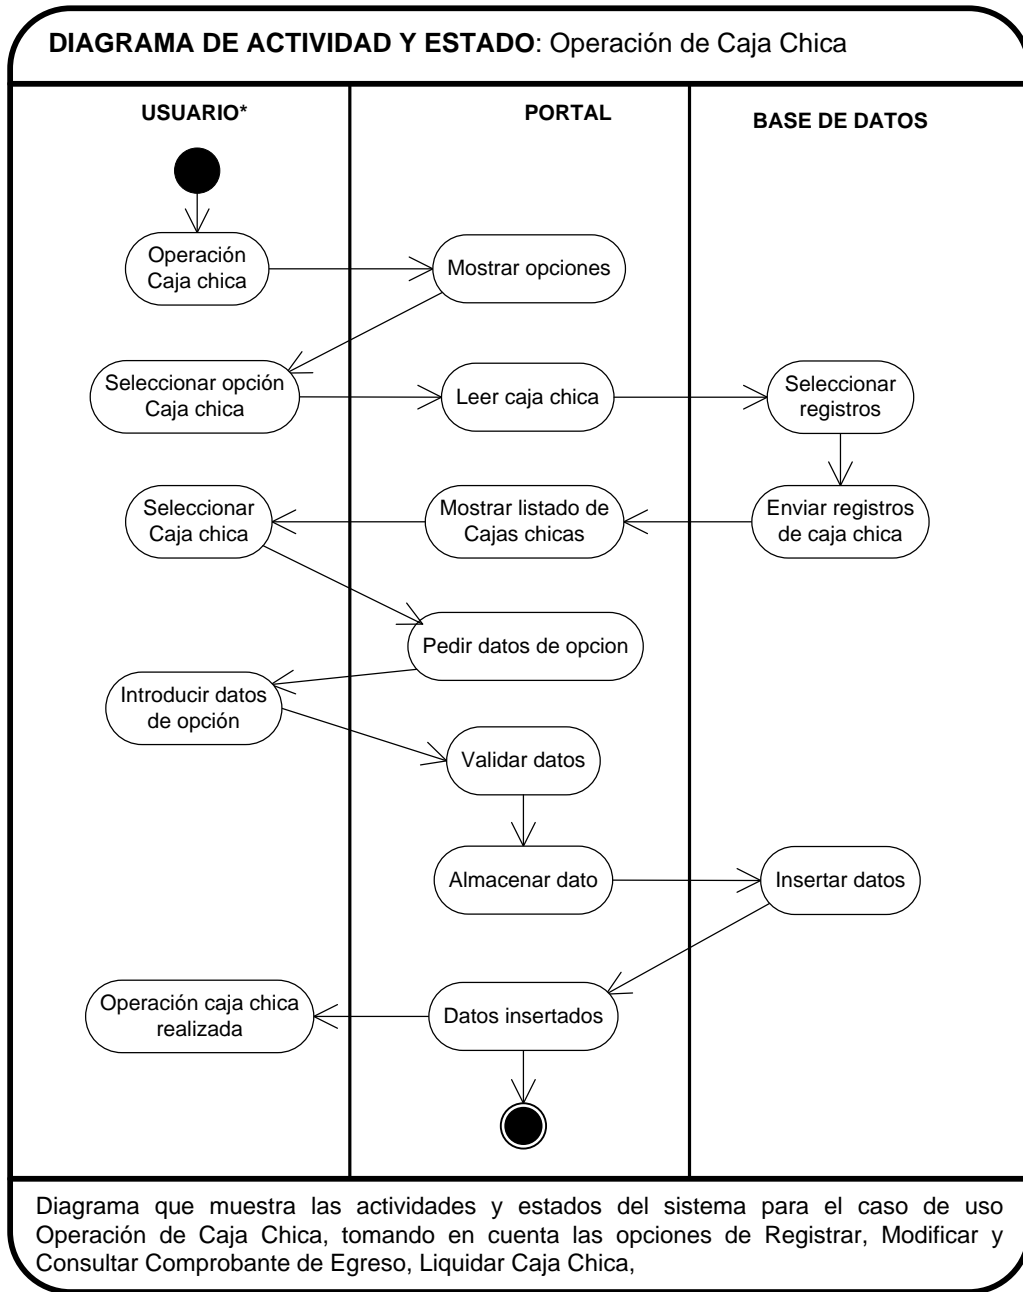 DIAGRAMA DE ACTIVIDAD Y ESTADO: Operación de Caja Chica
USUARIO*
PORTAL
BASE DE DATOS
Operación
Caja chica
Mostrar opciones
Seleccionar opción
Caja chica
Leer caja chica
Seleccionar
registros
Seleccionar
Caja chica
Mostrar listado de
Cajas chicas
Enviar registros
de caja chica
Pedir datos de opcion
Introducir datos
de opción
Validar datos
Almacenar dato
Insertar datos
Operación caja chica
realizada
Datos insertados
Diagrama que muestra las actividades y estados del sistema para el caso de uso
Operación de Caja Chica, tomando en cuenta las opciones de Registrar, Modificar y
Consultar Comprobante de Egreso, Liquidar Caja Chica,